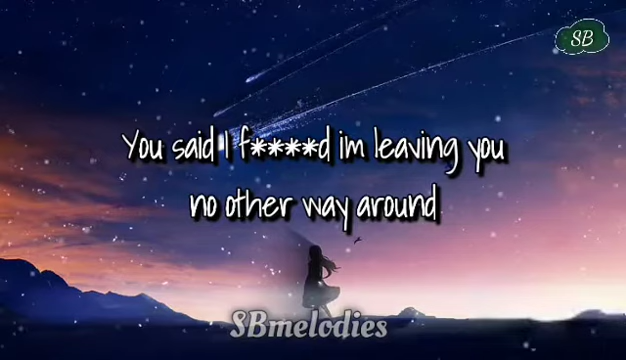 SB
You said I f****d im leaving you
no other way around
SBmelodies